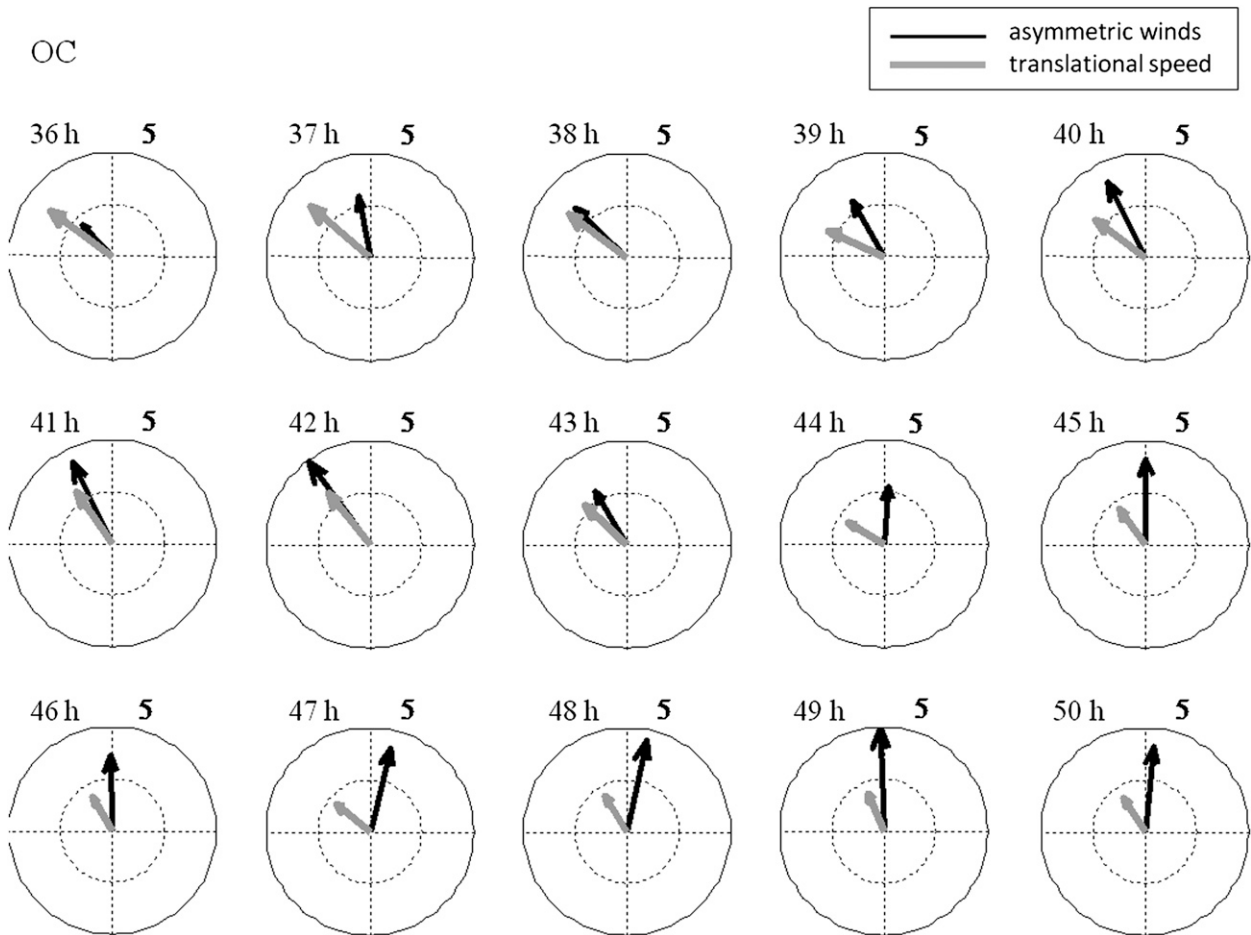 OC
asymmetric winds
translational speed
36 h 5
37 h 5
38 h 5
39 h 5
40 h 5
41 h 5
42 h 5
43 h 5
44 h 5
45 h 5
46 h 5
47 h 5
48 h 5
49 h 5
50 h 5